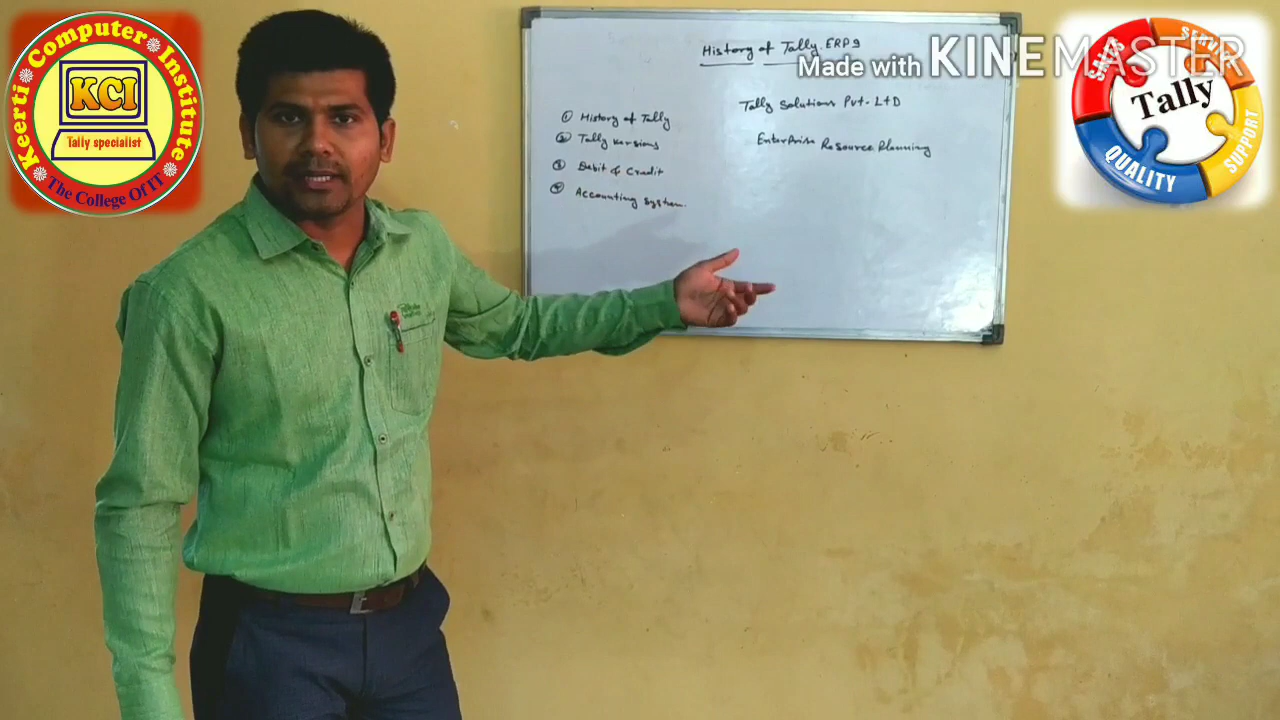 Keerti Computer Institute
KCI
Tally specialist
The College Of IT
History of Tally.ERP9
Made with KINEMASTER
Tally Solutions Pvt. LtD
① History of Tally
② Tally Versions
③ Debit & Credit
④ Accounting System.
Enterprise Resource Planning
SALES
SERVICE
Tally
QUALITY
SUPPORT